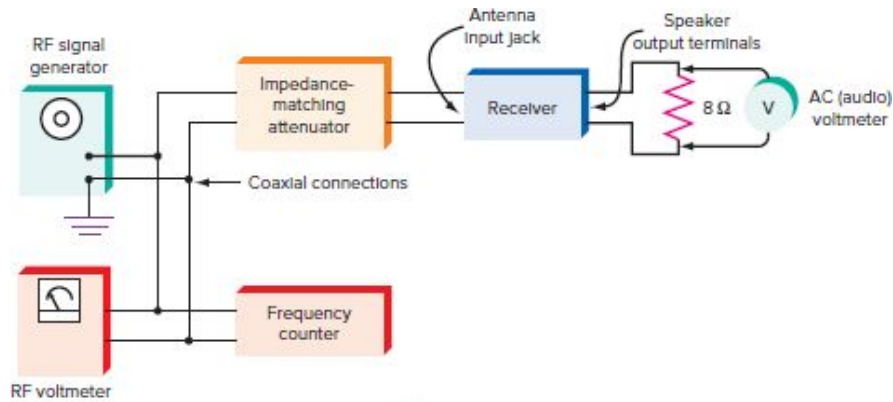 RF signal
generator
Impedance-
matching
attenuator
Antenna
input jack
Receiver
Speaker
output terminals
8 Ω
V
AC (audio)
voltmeter
Coaxial connections
Frequency
counter
RF voltmeter